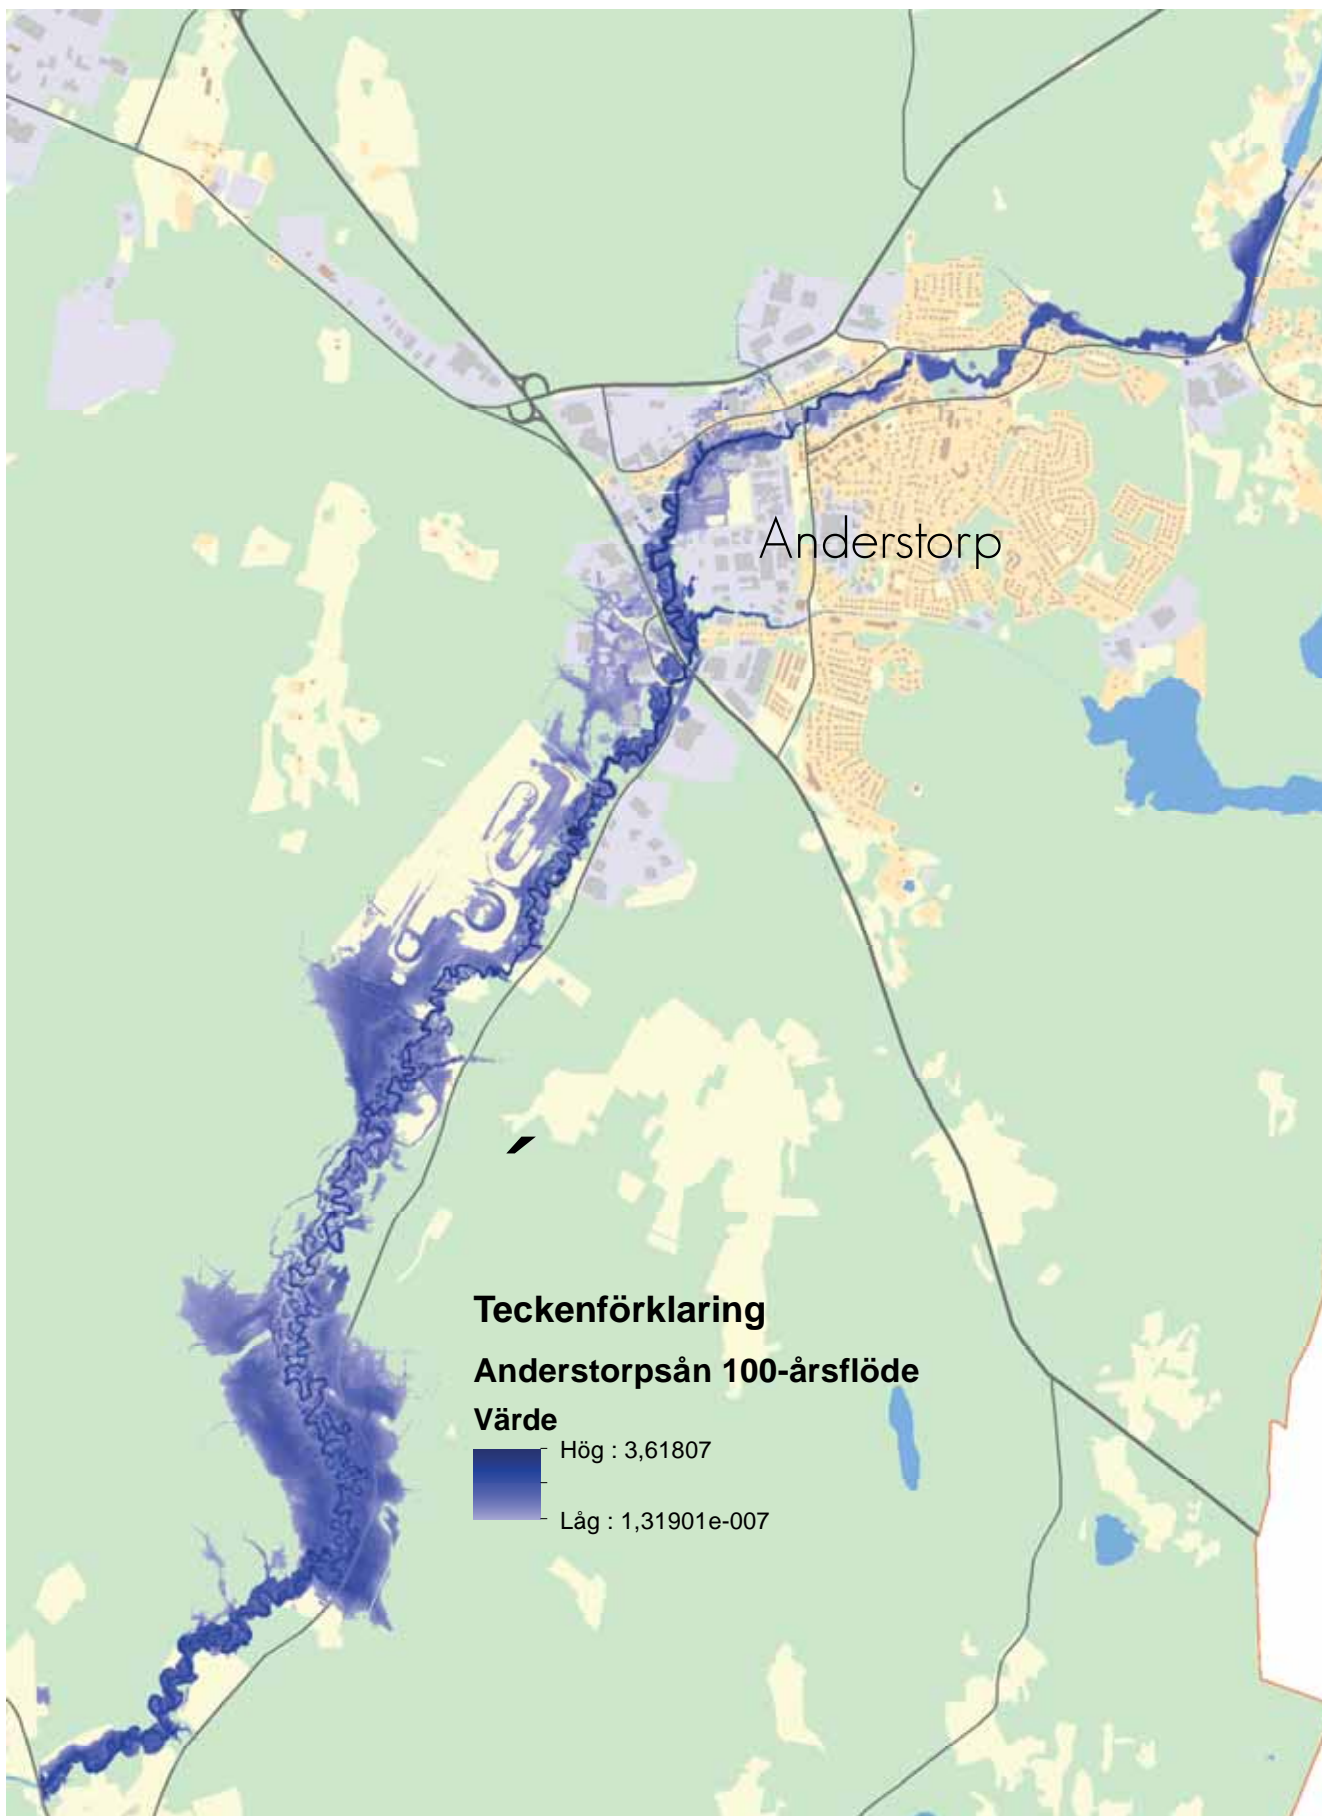 Anderstorp
Teckenförklaring
Anderstorpsån 100-årsflöde
Värde
Hög : 3,61807
Låg : 1,31901e-007